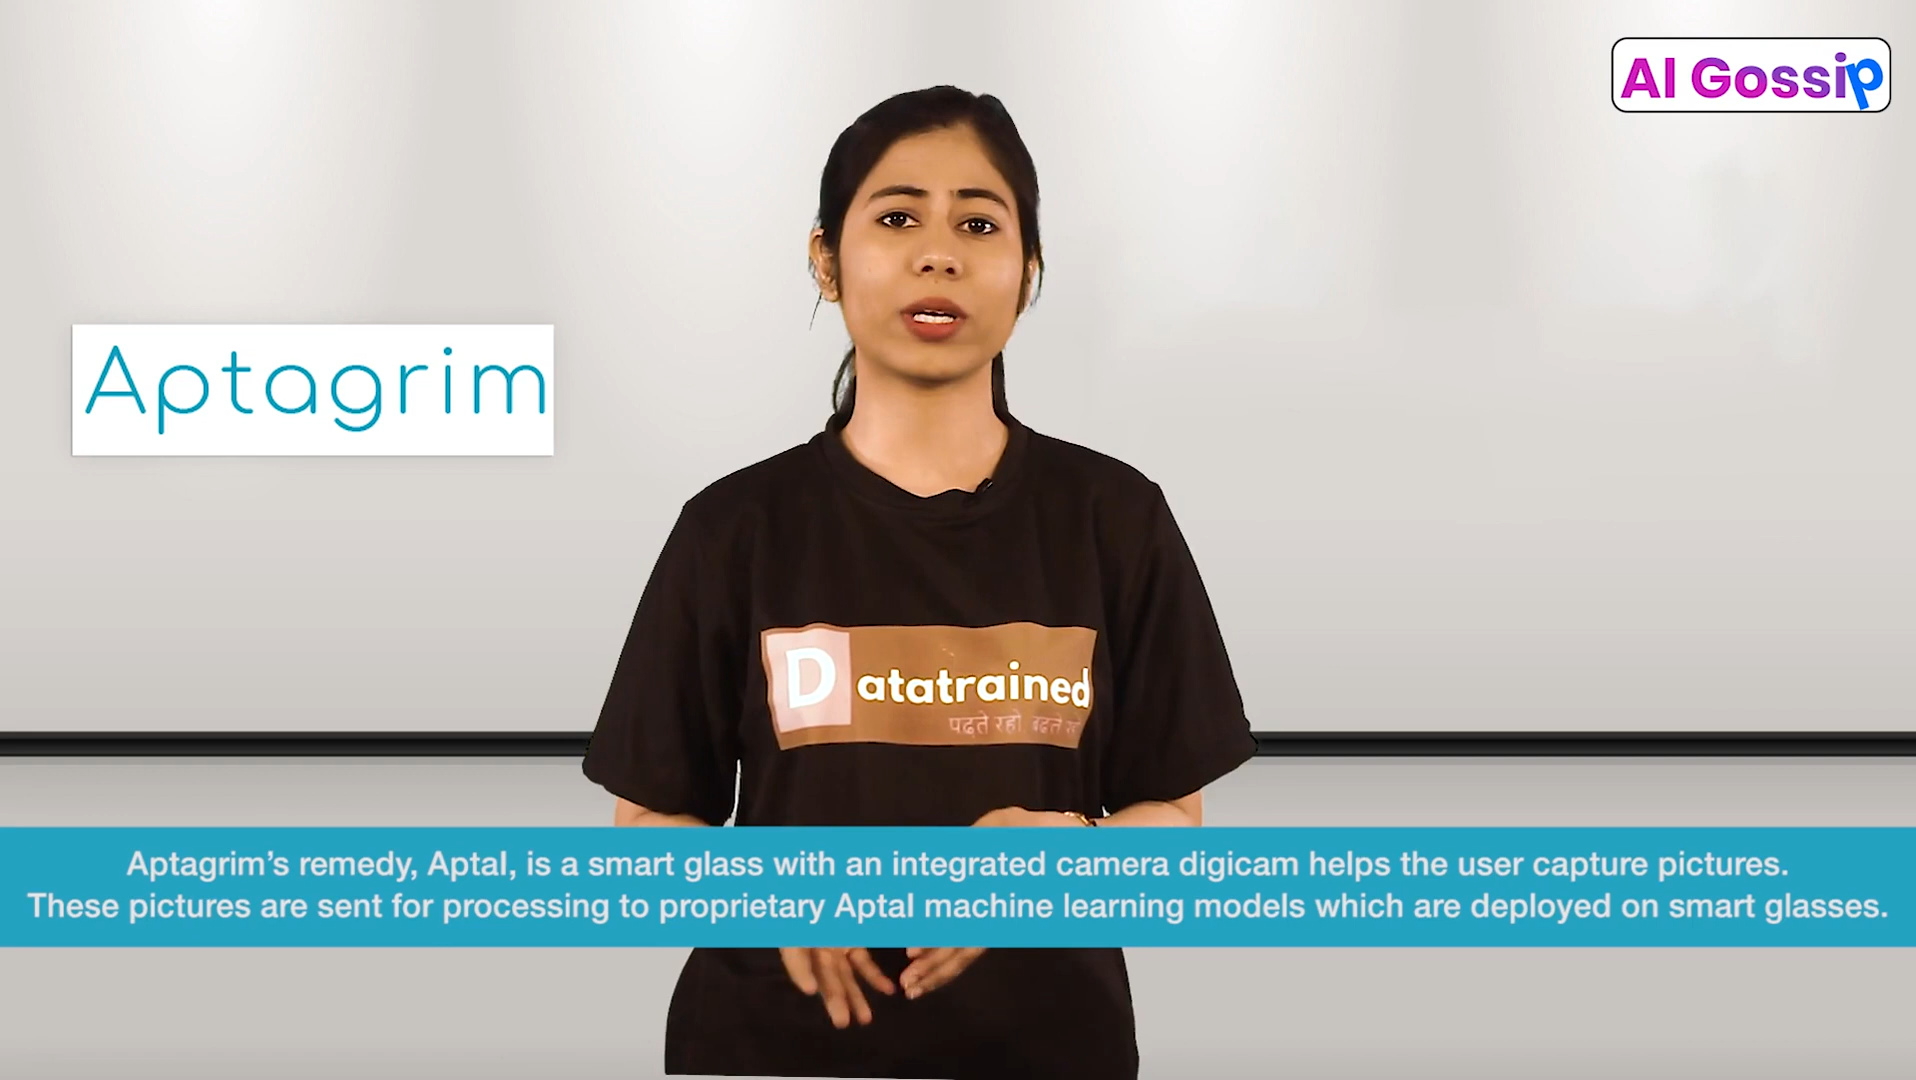 AI Gossip
Aptagrim
Datatrained
पढ़ते रहो बढ़ते
Aptagrim’s remedy, Aptal, is a smart glass with an integrated camera digicam helps the user capture pictures.
These pictures are sent for processing to proprietary Aptal machine learning models which are deployed on smart glasses.